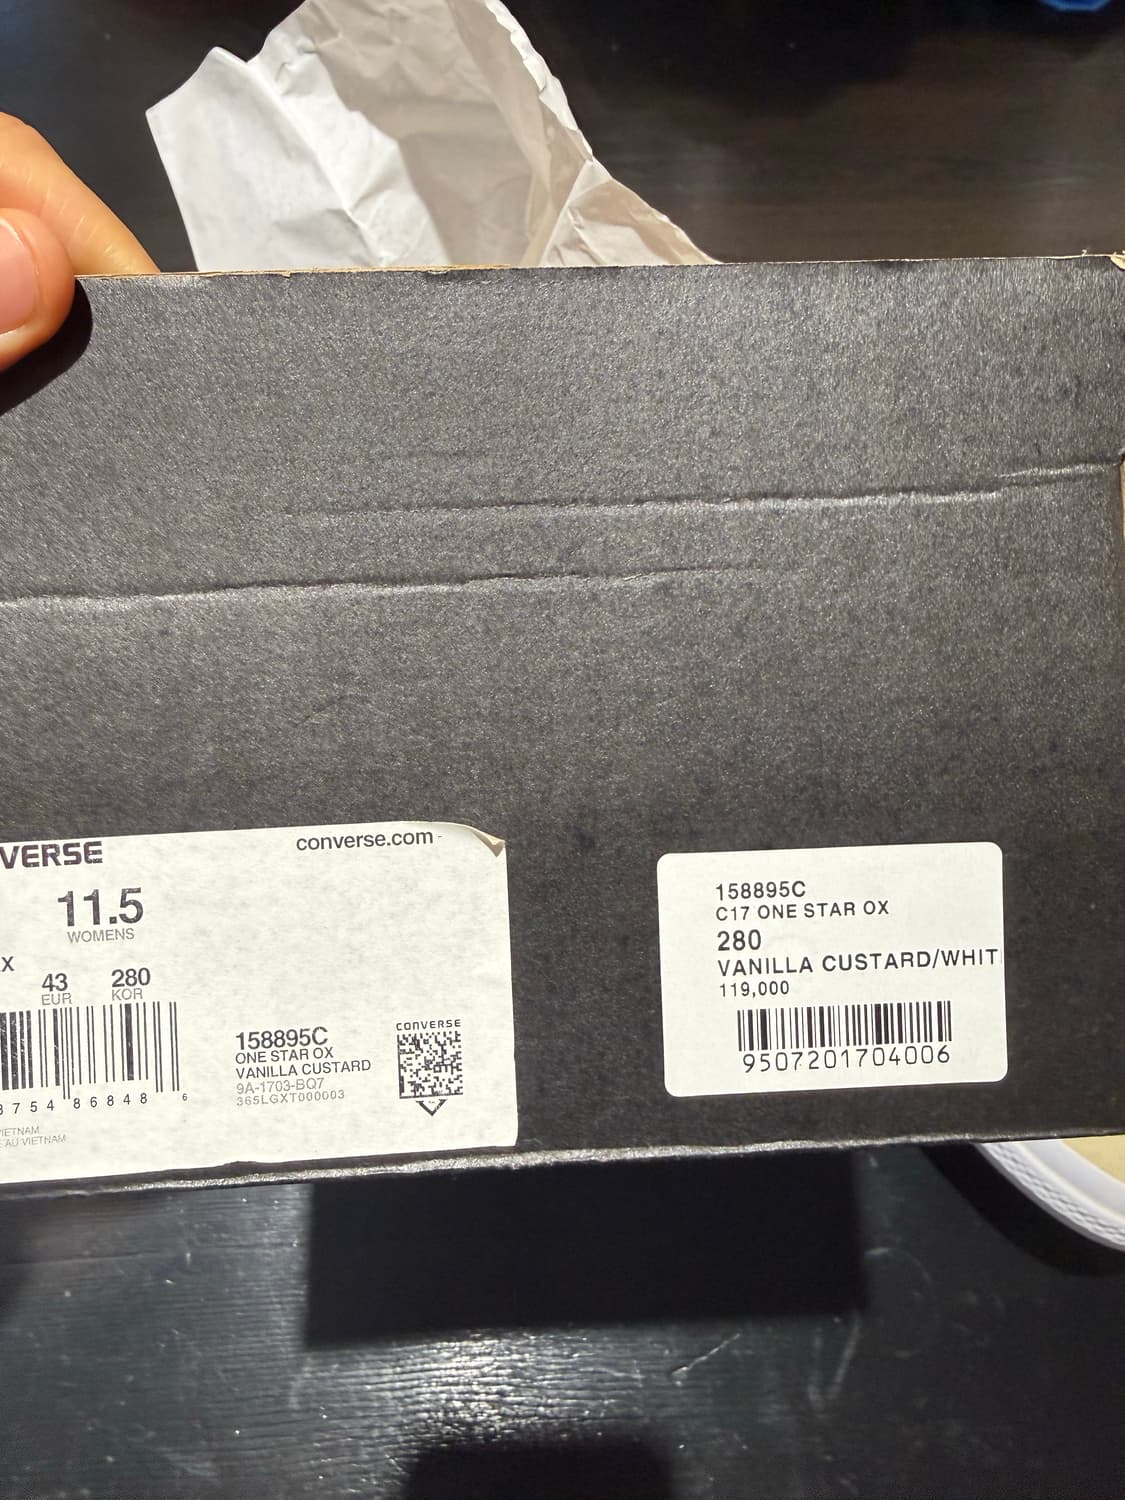 VERSE
converse.com
11.5
WOMENS
X
43
EUR
280
KOR
8754 86848 6
158895C
ONE STAR OX
VANILLA CUSTARD
9A-1703-BQ7
365LGXT000003
CONVERSE
VIETNAM
AU VIETNAM
158895C
C17 ONE STAR OX
280
VANILLA CUSTARD/WHIT
119,000
9507201704006